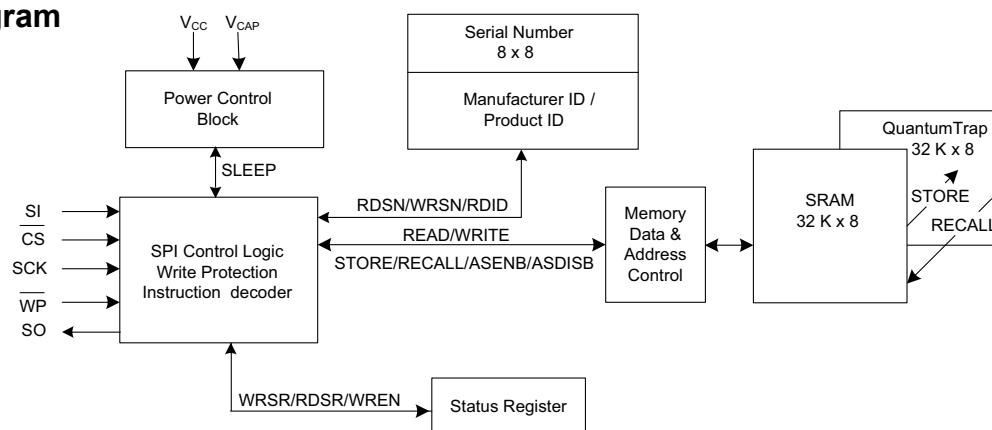 gram
VCC VCAP
Serial Number
8 x 8
Power Control
Block
Manufacturer ID /
Product ID
QuantumTrap
32 K x 8
SLEEP
SI
CS
SCK
WP
SO
SPI Control Logic
Write Protection
Instruction decoder
RDSN/WRSN/RDID
READ/WRITE
STORE/RECALL/ASENB/ASDISB
Memory
Data &
Address
Control
SRAM
32 K x 8
STORE
RECALL
WRSR/RDSR/WREN
Status Register